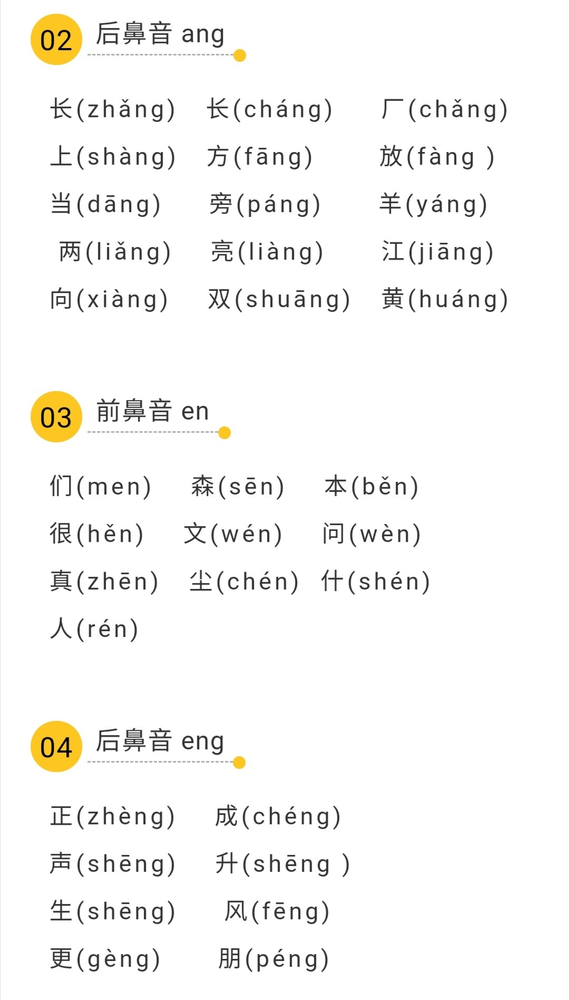 02 后鼻音 ang
长(zhǎng) 长(cháng) 厂(chǎng)
上(shàng) 方(fāng) 放(fàng )
当(dāng) 旁(páng) 羊(yáng)
两(liǎng) 亮(liàng) 江(jiāng)
向(xiàng) 双(shuāng) 黄(huáng)
03 前鼻音 en
们(men) 森(sēn) 本(běn)
很(hěn) 文(wén) 问(wèn)
真(zhēn) 尘(chén) 什(shén)
人(rén)
04 后鼻音 eng
正(zhèng) 成(chéng)
声(shēng) 升(shēng )
生(shēng) 风(fēng)
更(gèng) 朋(péng)